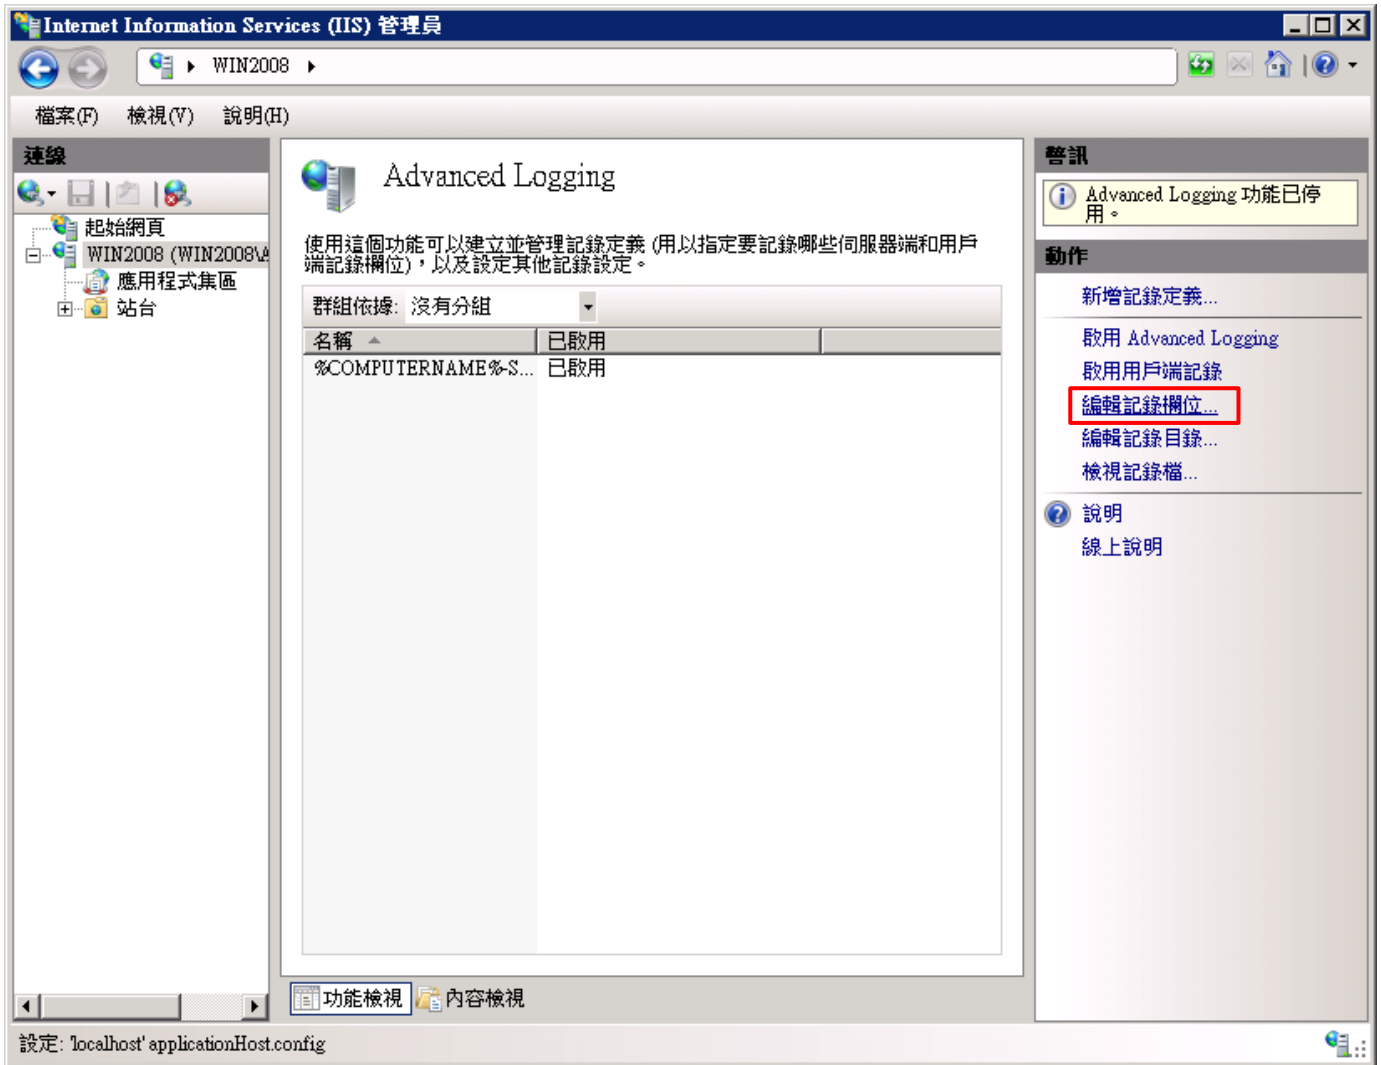 Internet Information Services (IIS) 管理員
WIN2008
檔案(F) 檢視(V) 說明(H)
連線
起始網頁
WIN2008 (WIN2008\A
應用程式集區
站台
Advanced Logging
使用這個功能可以建立並管理記錄定義 (用以指定要記錄哪些伺服器端和用戶
端記錄欄位)，以及設定其他記錄設定。
群組依據: 沒有分組
名稱 已啟用
%COMPUTERNAME%-S... 已啟用
功能檢視 內容檢視
警訊
Advanced Logging 功能已停
用。
動作
新增記錄定義...
啟用 Advanced Logging
啟用用戶端記錄
編輯記錄欄位...
編輯記錄目錄...
檢視記錄檔...
說明
線上說明
設定: 'localhost' applicationHost.config